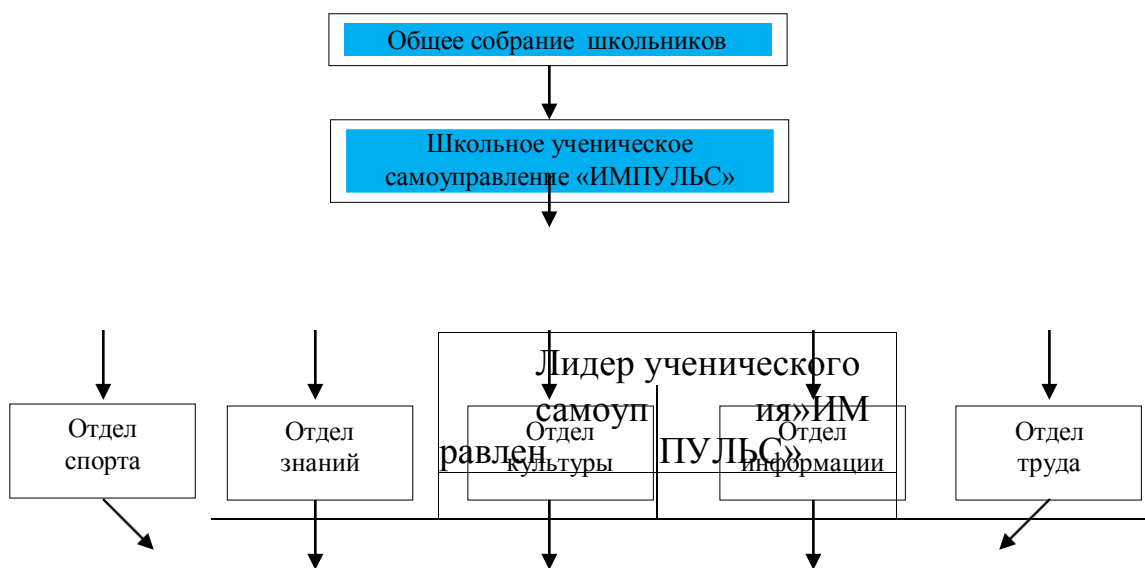 Общее собрание школьников
Школьное ученическое
самоуправление «ИМПУЛЬС»
Лидер ученического
самоуп
равлен
ия»ИМ
ПУЛЬС»
Отдел
спорта
Отдел
знаний
Отдел
культуры
Отдел
информации
Отдел
труда